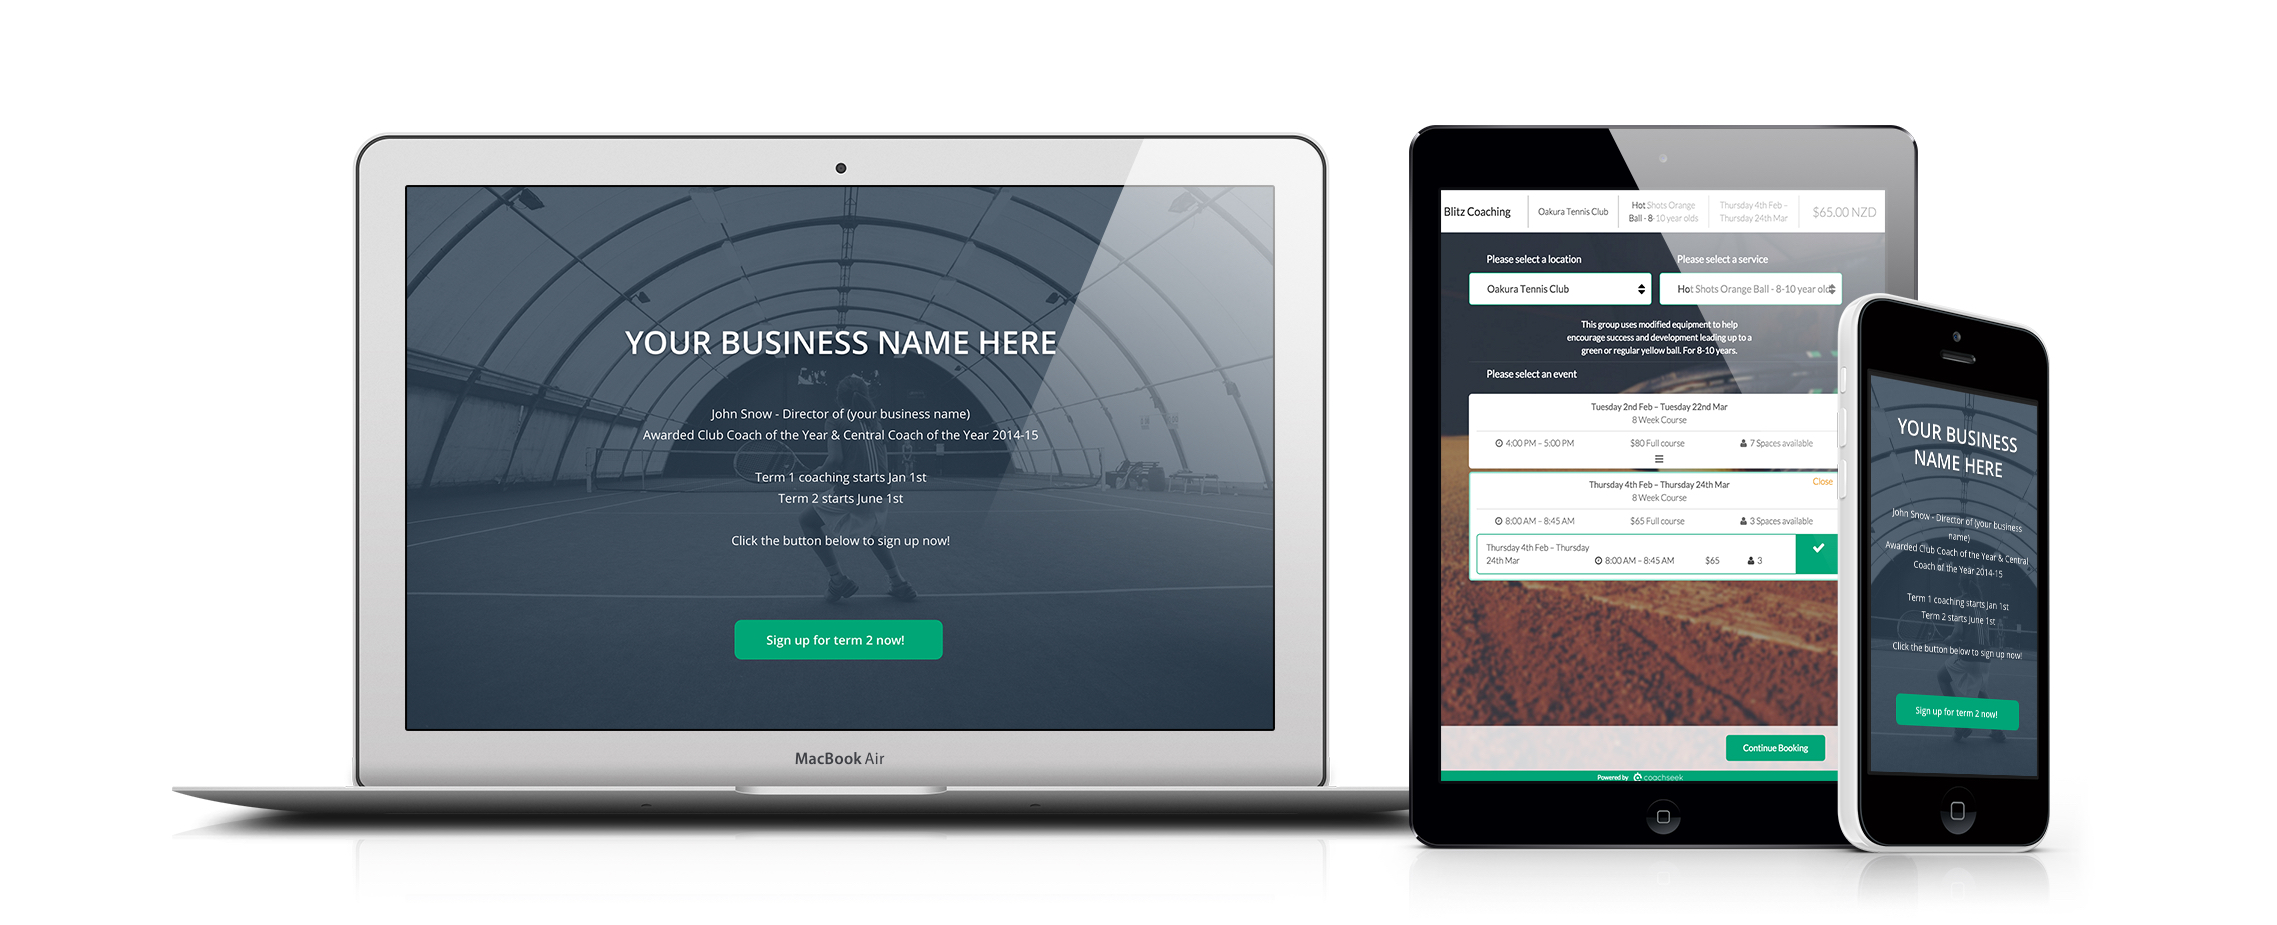 YOUR BUSINESS NAME HERE
John Snow - Director of (your business name)
Awarded Club Coach of the Year & Central Coach of the Year 2014-15
Term 1 coaching starts Jan 1st
Term 2 starts June 1st
Click the button below to sign up now!
Sign up for term 2 now!
MacBook Air
Blitz Coaching
Oakura Tennis Club
Hot Shots Orange
Ball - 8-10 year olds
Thursday 4th Feb –
Thursday 24th Mar
$65.00 NZD
Please select a location
Please select a service
Oakura Tennis Club
Hot Shots Orange Ball - 8-10 year old
This group uses modified equipment to help
encourage success and development leading up to a
green or regular yellow ball. For 8-10 years.
Please select an event
Tuesday 2nd Feb – Tuesday 22nd Mar
8 Week Course
4:00 PM – 5:00 PM
$80 Full course
7 Spaces available
Thursday 4th Feb – Thursday 24th Mar
Close
8 Week Course
8:00 AM – 8:45 AM
$65 Full course
3 Spaces available
Thursday 4th Feb – Thursday
24th Mar
8:00 AM – 8:45 AM
$65
3
Continue Booking
Powered by coachseek
YOUR BUSINESS
NAME HERE
John Snow - Director of (your business
name)
Awarded Club Coach of the Year & Central
Coach of the Year 2014-15
Term 1 coaching starts Jan 1st
Term 2 starts June 1st
Click the button below to sign up now!
Sign up for term 2 now!